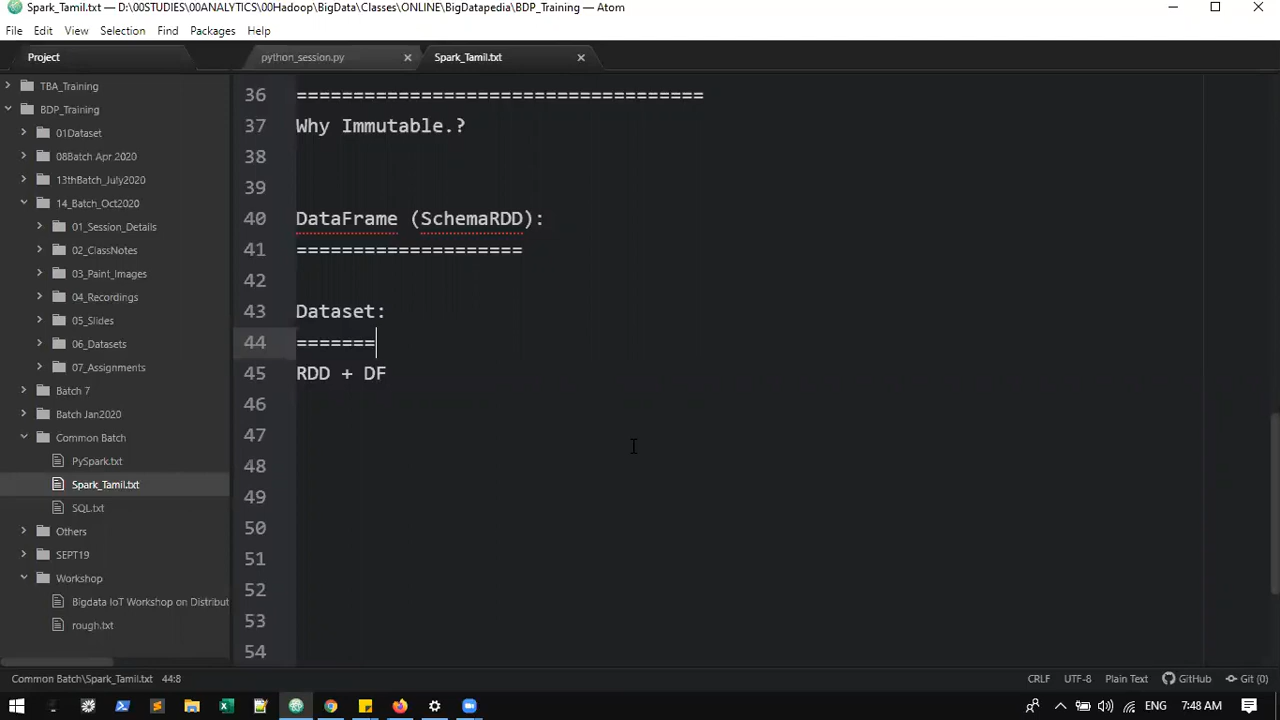 Spark_Tamil.txt — D:\00STUDIES\00ANALYTICS\00Hadoop\BigData\Classes\ONLINE\BigDatapedia\BDP_Training — Atom
File Edit View Selection Find Packages Help
Project
python_session.py
Spark_Tamil.txt
TBA_Training
BDP_Training
01Dataset
08Batch Apr 2020
13thBatch_July2020
14_Batch_Oct2020
01_Session_Details
02_ClassNotes
03_Paint_Images
04_Recordings
05_Slides
06_Datasets
07_Assignments
Batch 7
Batch Jan2020
Common Batch
PySpark.txt
Spark_Tamil.txt
SQL.txt
Others
SEPT19
Workshop
Bigdata IoT Workshop on Distribut
rough.txt
36 ====================================
37 Why Immutable.?
38
39
40 DataFrame (SchemaRDD):
41 ====================
42
43 Dataset:
44 =======
45 RDD + DF
46
47
48
49
50
51
52
53
54
Common Batch\Spark_Tamil.txt 44:8
CRLF UTF-8 Plain Text GitHub Git (0)
ENG 7:48 AM